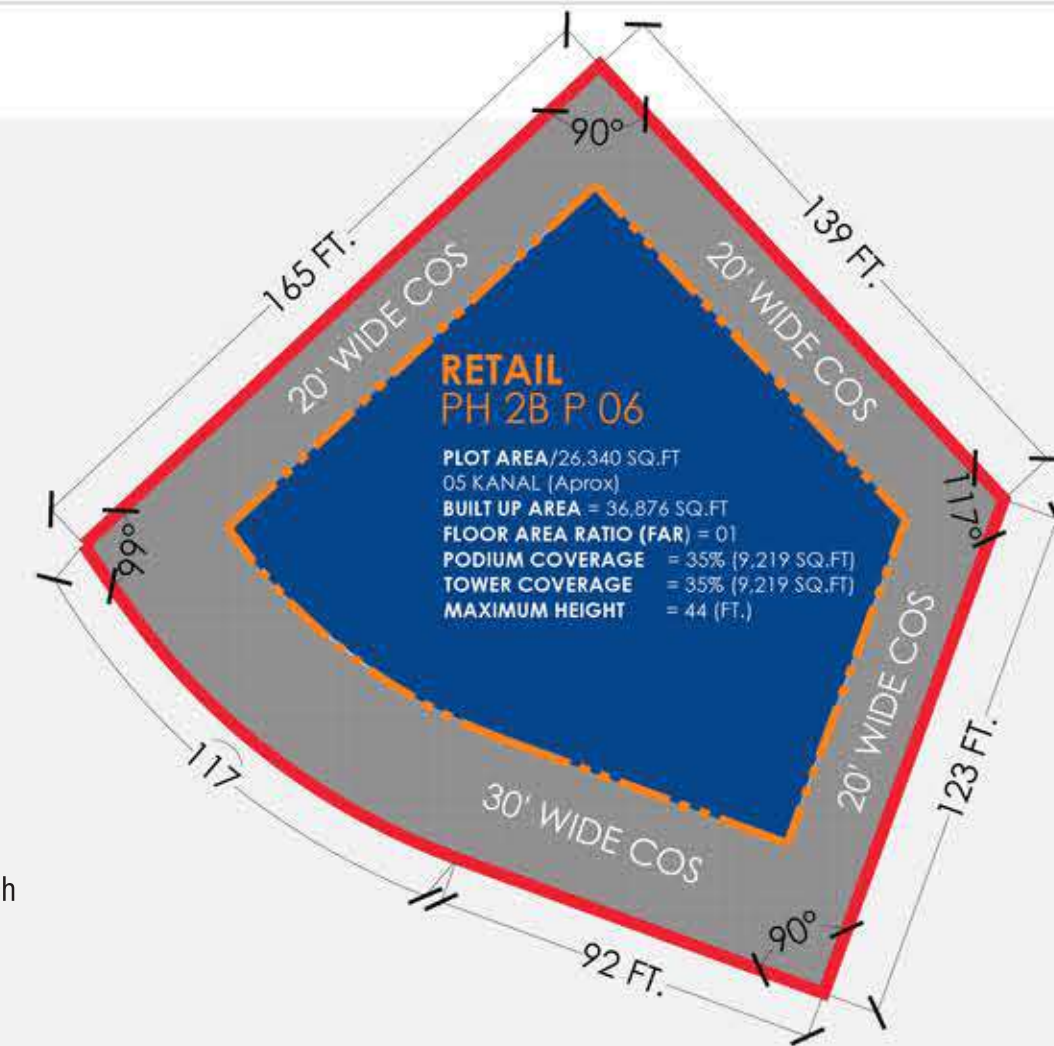 90°
139 FT.
165 FT.
20' WIDE COS
20' WIDE COS
RETAIL
PH 2B P 06
PLOT AREA/26,340 SQ.FT
05 KANAL (Aprox)
BUILT UP AREA = 36,876 SQ.FT
FLOOR AREA RATIO (FAR) = 01
PODIUM COVERAGE = 35% (9,219 SQ.FT)
TOWER COVERAGE = 35% (9,219 SQ.FT)
MAXIMUM HEIGHT = 44 (FT.)
117°
99°
20' WIDE COS
123 FT.
117
30' WIDE COS
h
90°
92 FT.